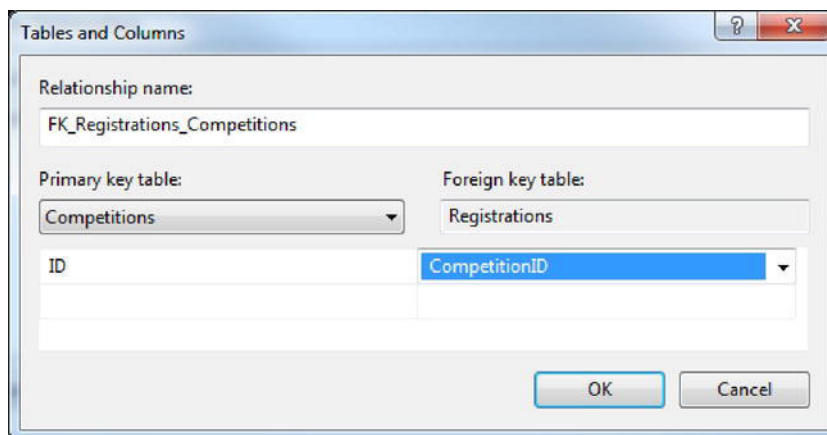 Tables and Columns
?
Relationship name:
FK_Registrations_Competitions
Primary key table:
Foreign key table:
Competitions
Registrations
ID
CompetitionID
OK
Cancel